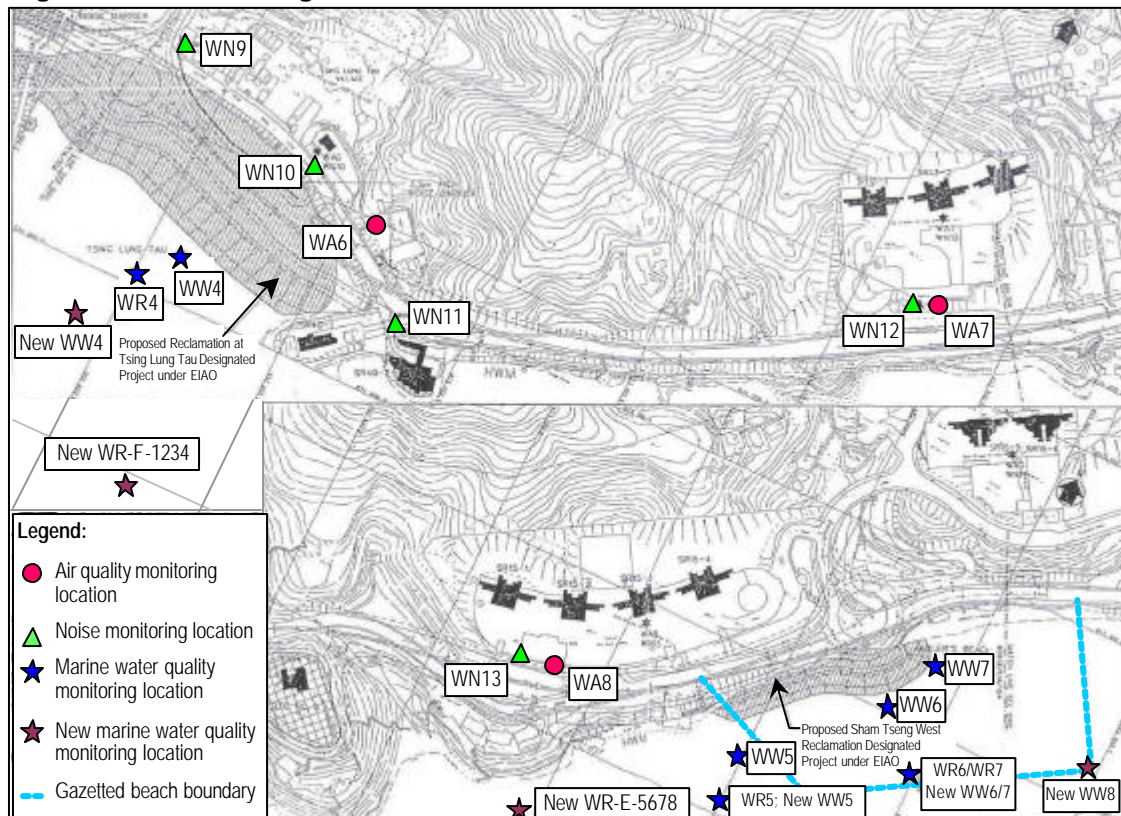 WN9
WN10
WA6
TSING LUNG TAU
WW4
WR4
New WW4
Proposed Reclamation at
Tsing Lung Tau Designated
Project under EIAO
WN11
WN12
WA7
New WR-F-1234
Legend:
Air quality monitoring
location
Noise monitoring location
Marine water quality
monitoring location
New marine water quality
monitoring location
Gazetted beach boundary
WN13
WA8
WW7
WW6
Proposed Sham Tseng West
Reclamation Designated
Project under EIAO
WW5
WR6/WR7
New WW6/7
New WW8
New WR-E-5678
WR5; New WW5